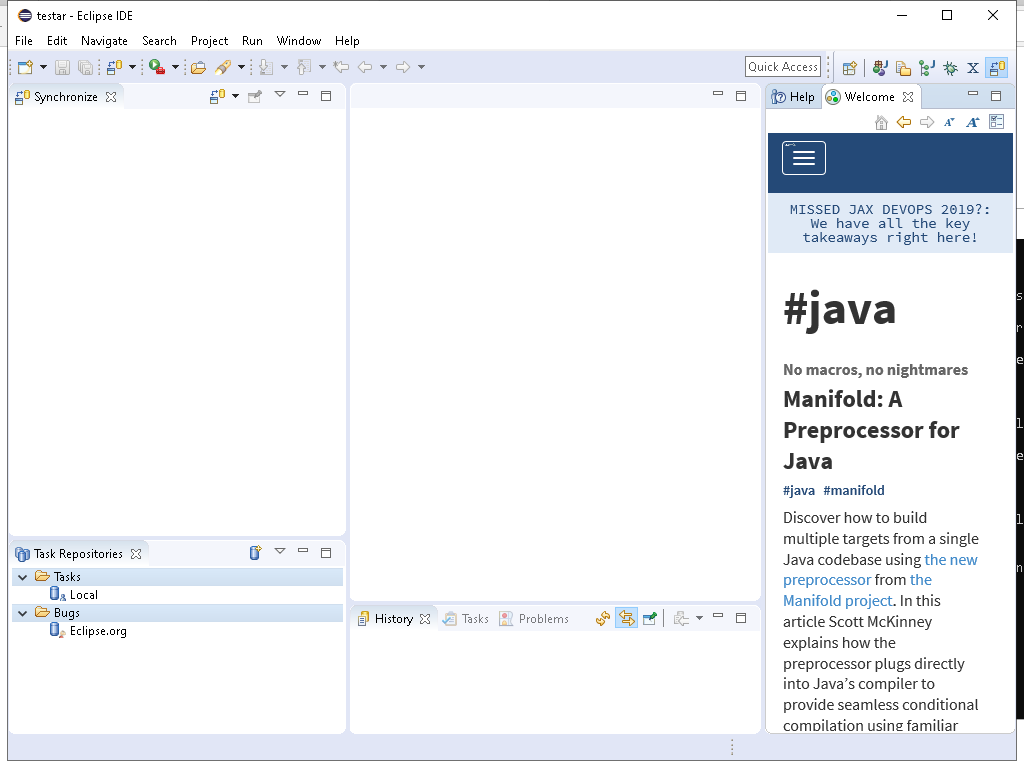 testar - Eclipse IDE
File Edit Navigate Search Project Run Window Help
Quick Access
Synchronize
Help Welcome
MISSED JAX DEVOPS 2019?:
We have all the key
takeaways right here!
#java
No macros, no nightmares
Manifold: A
Preprocessor for
Java
#java #manifold
Discover how to build
multiple targets from a single
Java codebase using the new
preprocessor from the
Manifold project. In this
article Scott McKinney
explains how the
preprocessor plugs directly
into Java’s compiler to
provide seamless conditional
compilation using familiar
Task Repositories
Tasks
Local
Bugs
Eclipse.org
History Tasks Problems